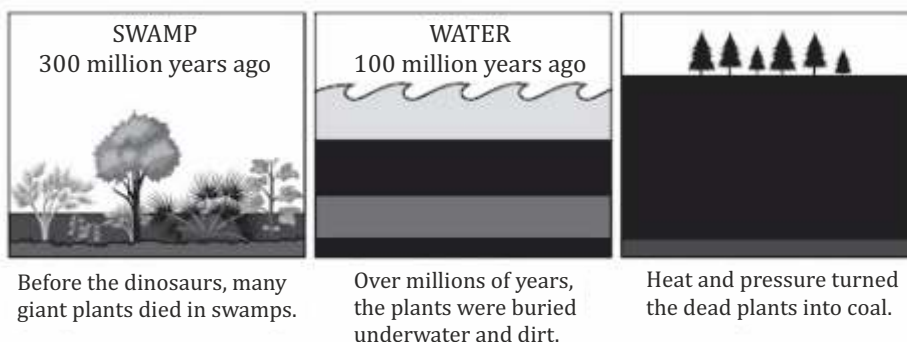 SWAMP
300 million years ago
WATER
100 million years ago
Before the dinosaurs, many
giant plants died in swamps.
Over millions of years,
the plants were buried
underwater and dirt.
Heat and pressure turned
the dead plants into coal.